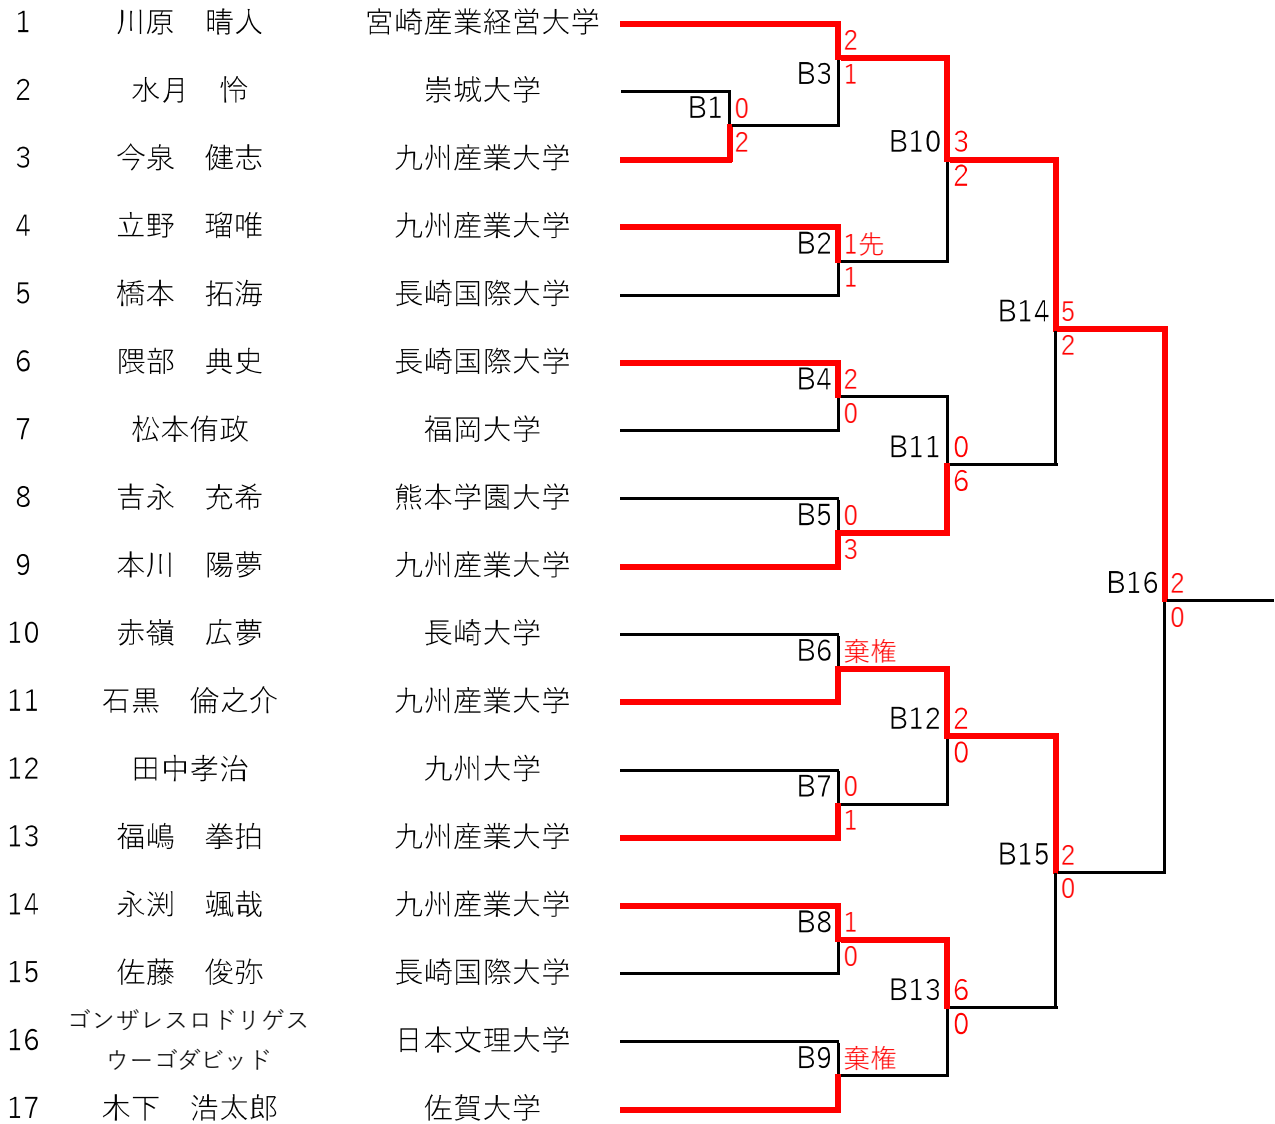 1 川原　晴人 宮崎産業経営大学
2
B3 1
2 水月　怜 崇城大学
B1 0
2
3 今泉　健志 九州産業大学
B10 3
2
4 立野　瑠唯 九州産業大学
B2 1先
1
5 橋本　拓海 長崎国際大学
B14 5
2
6 隈部　典史 長崎国際大学
B4 2
0
7 松本侑政 福岡大学
B11 0
6
8 吉永　充希 熊本学園大学
B5 0
3
9 本川　陽夢 九州産業大学
B16 2
0
10 赤嶺　広夢 長崎大学
B6 棄権
11 石黒　倫之介 九州産業大学
B12 2
0
12 田中孝治 九州大学
B7 0
1
13 福嶋　拳拍 九州産業大学
B15 2
0
14 永渕　颯哉 九州産業大学
B8 1
0
15 佐藤　俊弥 長崎国際大学
B13 6
0
16 ゴンザレスロドリゲス
ウーゴダビッド 日本文理大学
B9 棄権
17 木下　浩太郎 佐賀大学